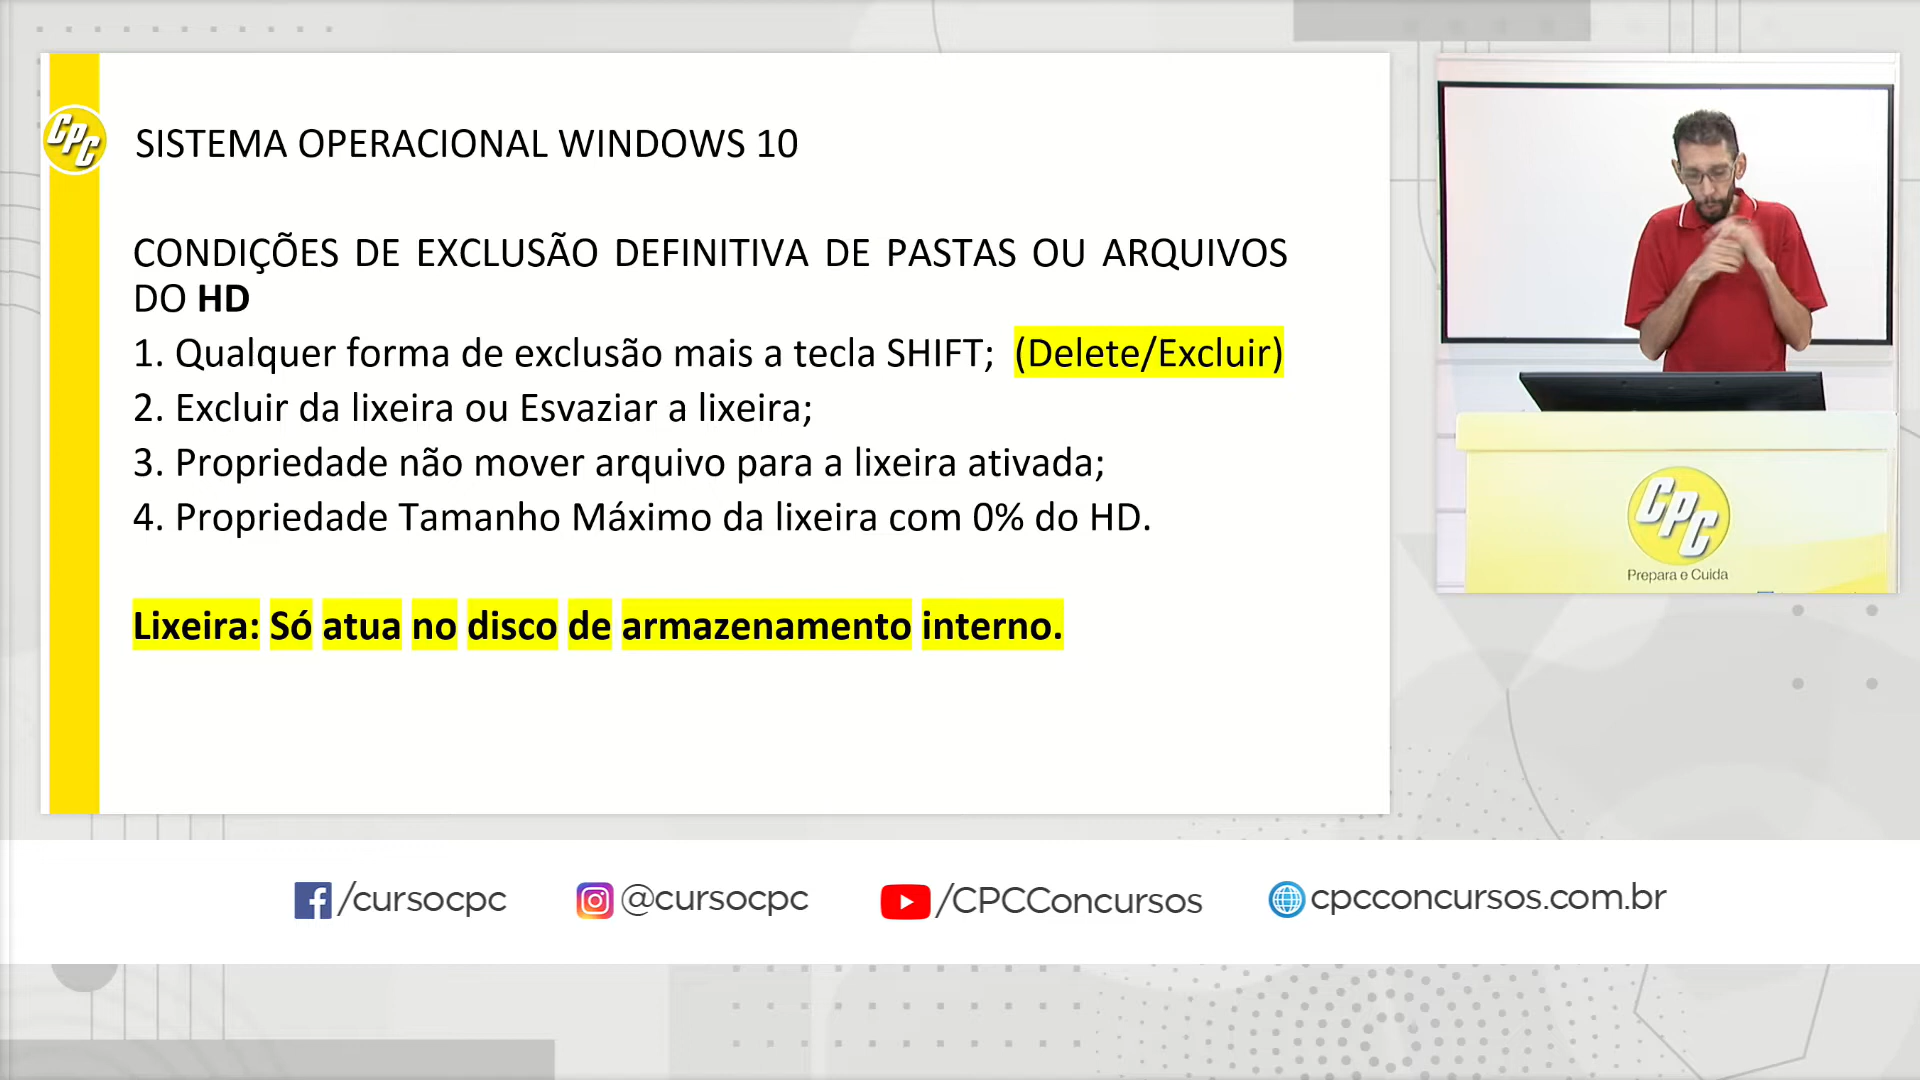 CPC
SISTEMA OPERACIONAL WINDOWS 10
CONDIÇÕES DE EXCLUSÃO DEFINITIVA DE PASTAS OU ARQUIVOS
DO HD
1. Qualquer forma de exclusão mais a tecla SHIFT; (Delete/Excluir)
2. Excluir da lixeira ou Esvaziar a lixeira;
3. Propriedade não mover arquivo para a lixeira ativada;
4. Propriedade Tamanho Máximo da lixeira com 0% do HD.
Lixeira: Só atua no disco de armazenamento interno.
CPC
Prepara e Cuida
/cursocpc
@cursocpc
/CPCConcursos
cpcconcursos.com.br